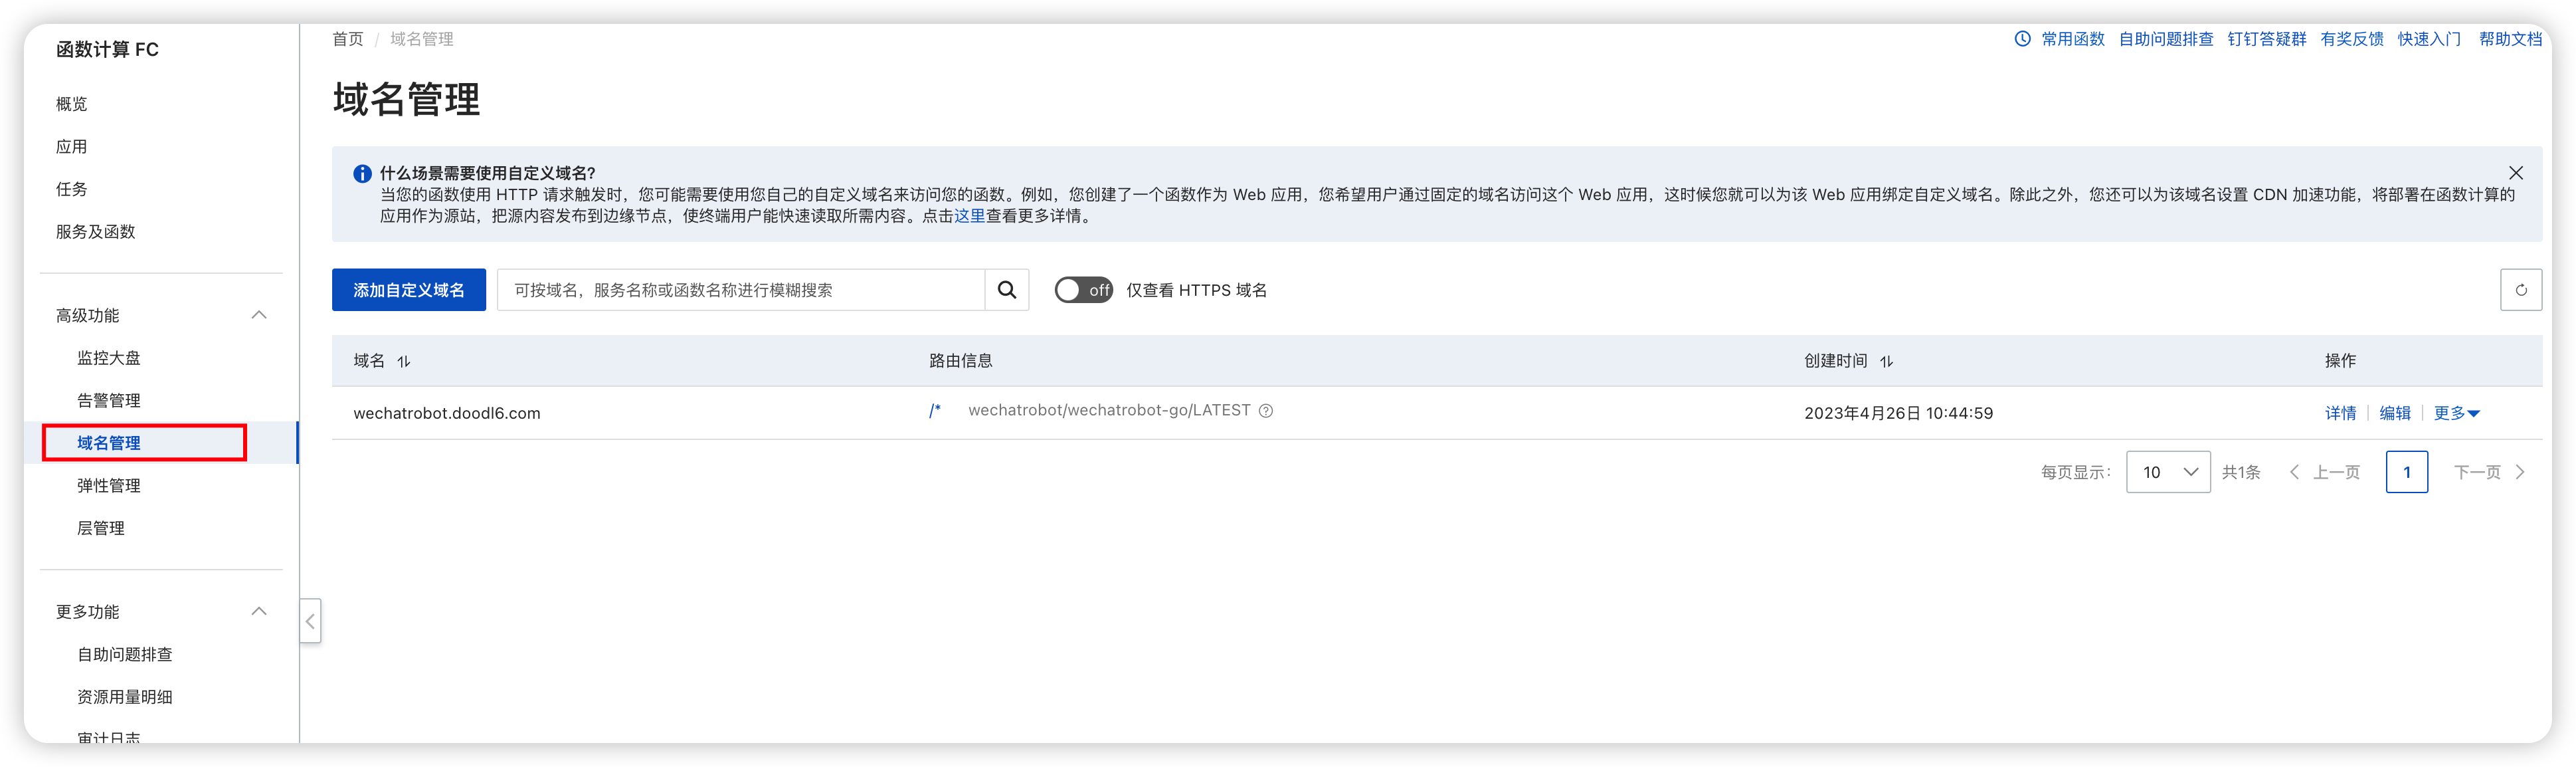 函数计算 FC
概览
应用
任务
服务及函数
高级功能
监控大盘
告警管理
域名管理
弹性管理
层管理
更多功能
自助问题排查
资源用量明细
审计日志
首页 / 域名管理
常用函数 自助问题排查 钉钉答疑群 有奖反馈 快速入门 帮助文档
域名管理
什么场景需要使用自定义域名?
当您的函数使用 HTTP 请求触发时，您可能需要使用您自己的自定义域名来访问您的函数。例如，您创建了一个函数作为 Web 应用，您希望用户通过固定的域名访问这个 Web 应用，这时候您就可以为该 Web 应用绑定自定义域名。除此之外，您还可以为该域名设置 CDN 加速功能，将部署在函数计算的
应用作为源站，把源内容发布到边缘节点，使终端用户能快速读取所需内容。点击这里查看更多详情。
添加自定义域名 可按域名，服务名称或函数名称进行模糊搜索 off 仅查看 HTTPS 域名
域名 路由信息 创建时间 操作
wechatrobot.doodl6.com /* wechatrobot/wechatrobot-go/LATEST 2023年4月26日 10:44:59 详情 编辑 更多
每页显示： 10 共1条 上一页 1 下一页